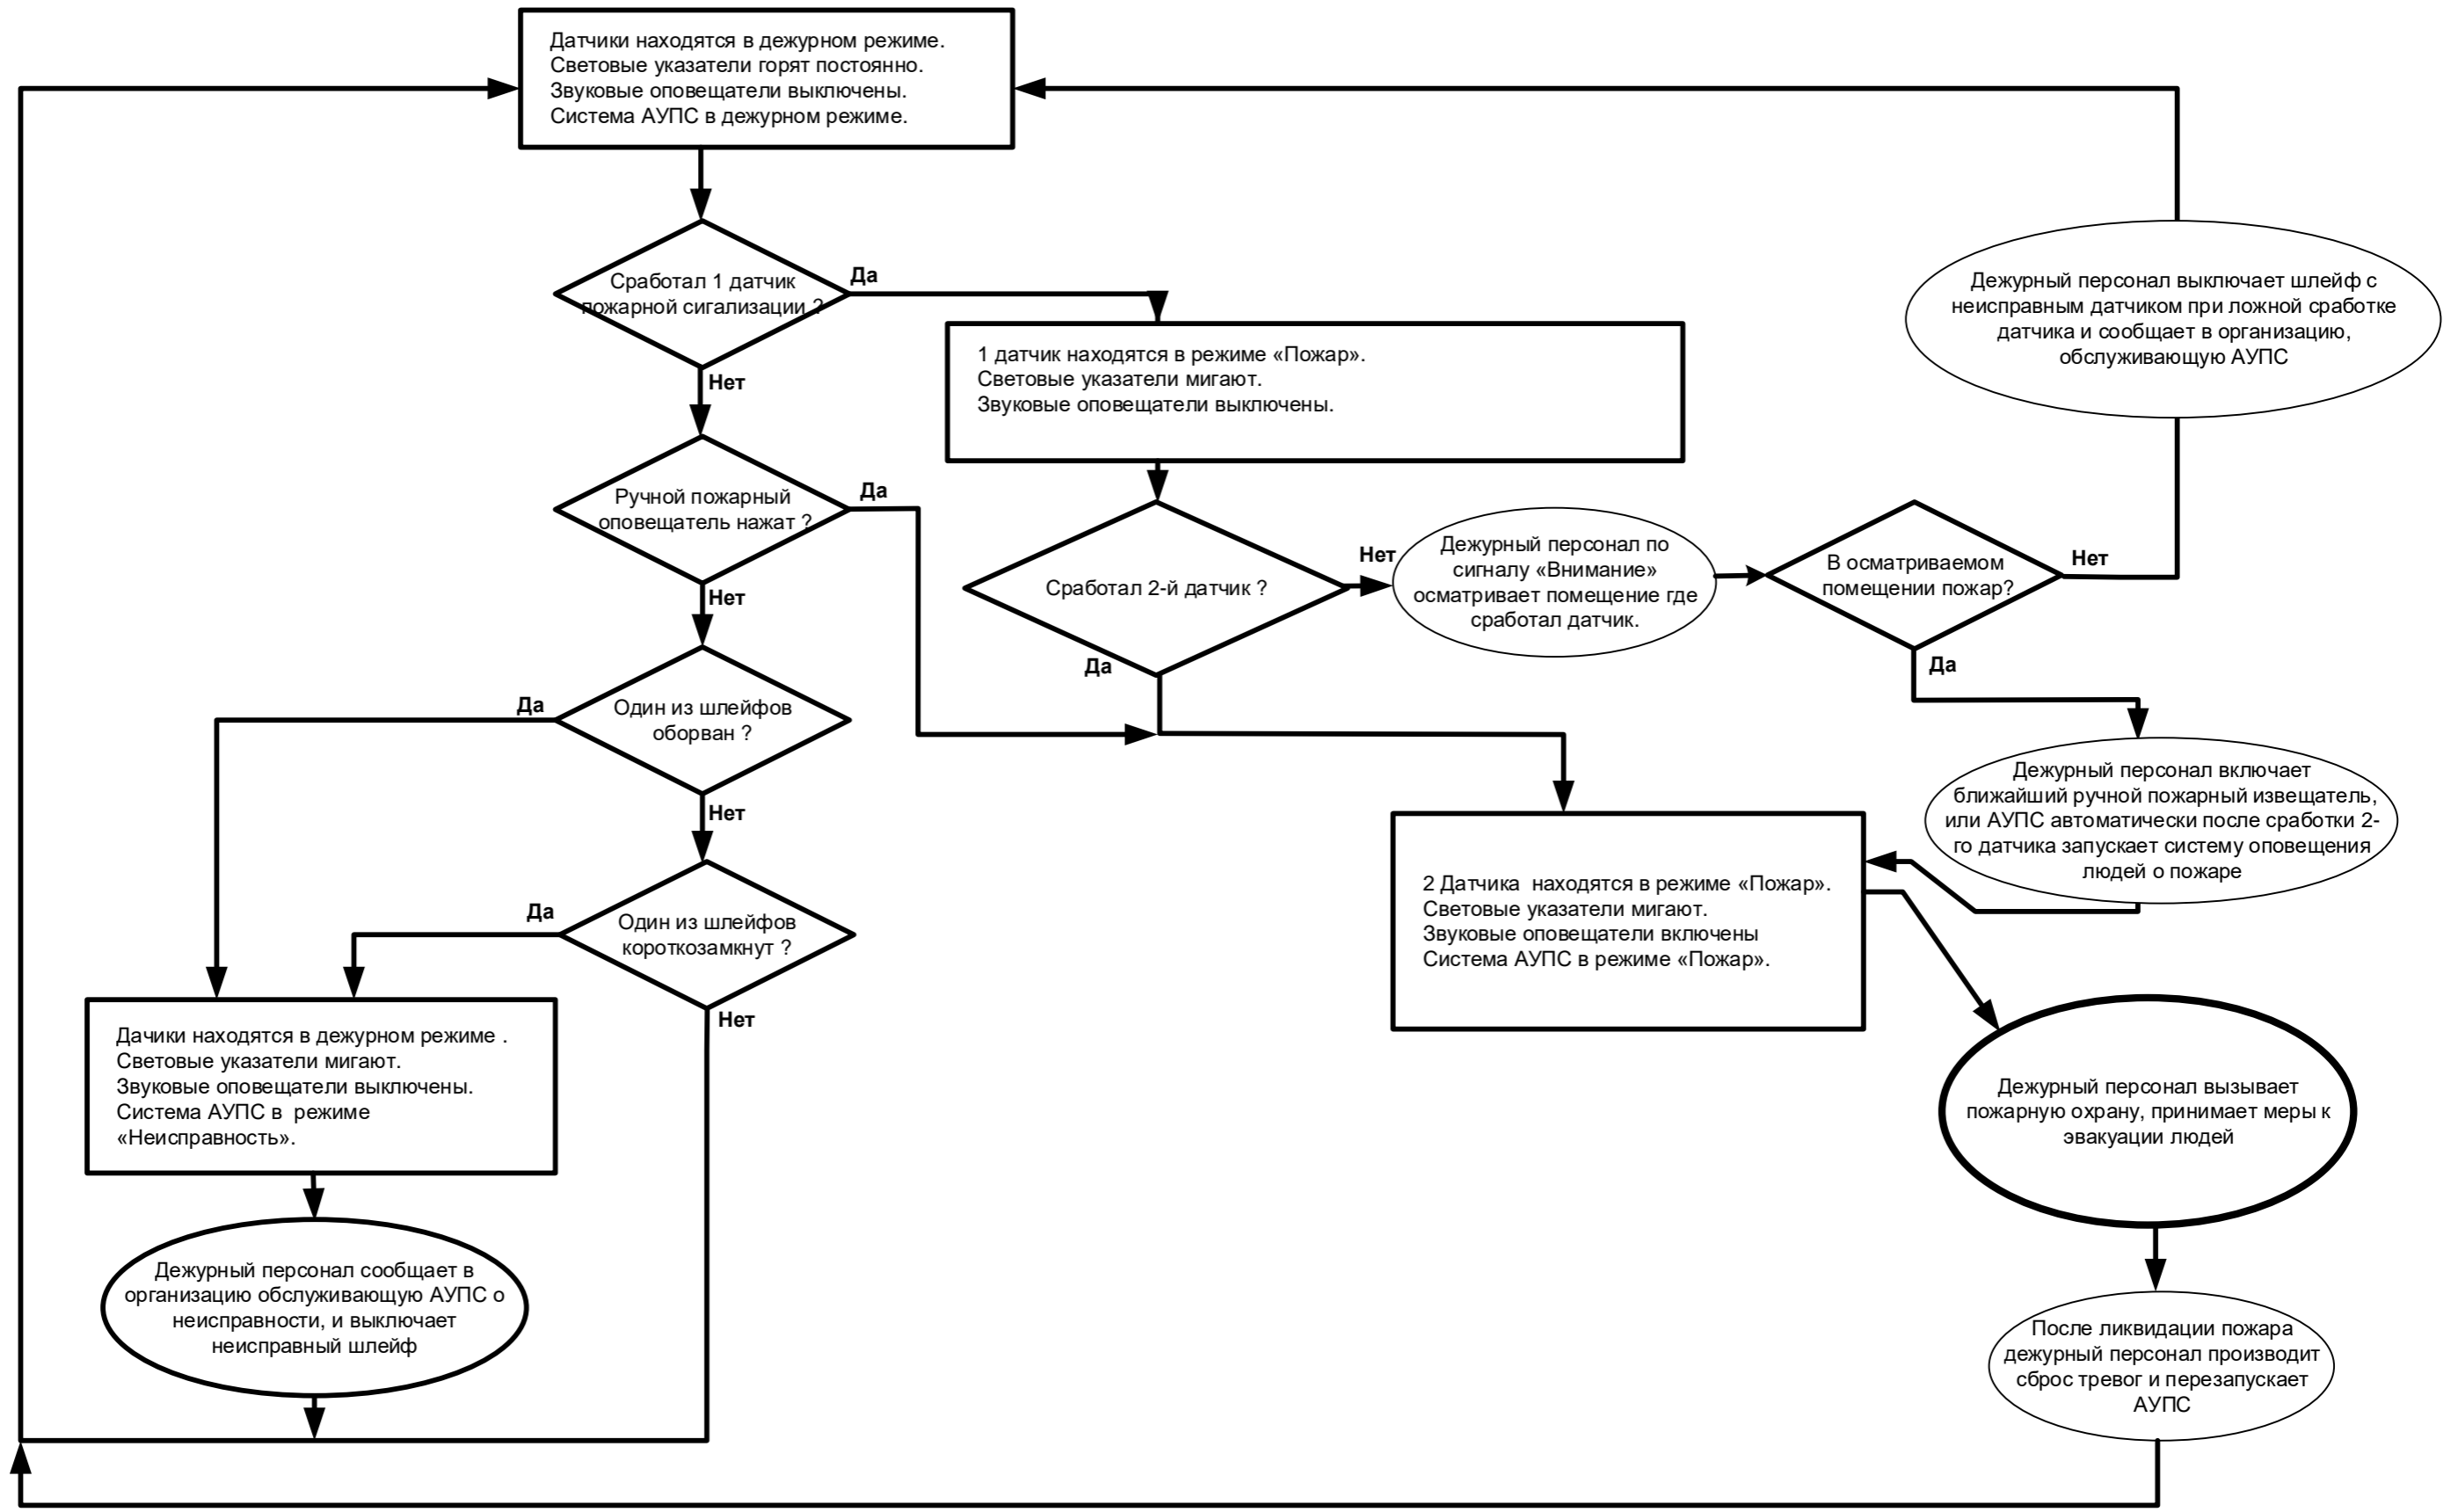 Датчики находятся в дежурном режиме.
Световые указатели горят постоянно.
Звуковые оповещатели выключены.
Система АУПС в дежурном режиме.
Сработал 1 датчик
пожарной сигализации ?
Да
Нет
Дежурный персонал выключает шлейф с
неисправным датчиком при ложной сработке
датчика и сообщает в организацию,
обслуживающую АУПС
1 датчик находятся в режиме «Пожар».
Световые указатели мигают.
Звуковые оповещатели выключены.
Ручной пожарный
оповещатель нажат ?
Да
Нет
Сработал 2-й датчик ?
Нет
Да
Дежурный персонал по
сигналу «Внимание»
осматривает помещение где
сработал датчик.
В осматриваемом
помещении пожар?
Нет
Да
Один из шлейфов
оборван ?
Да
Нет
Дежурный персонал включает
ближайший ручной пожарный извещатель,
или АУПС автоматически после сработки 2-
го датчика запускает систему оповещения
людей о пожаре
Один из шлейфов
короткозамкнут ?
Да
Нет
2 Датчика находятся в режиме «Пожар».
Световые указатели мигают.
Звуковые оповещатели включены
Система АУПС в режиме «Пожар».
Дачики находятся в дежурном режиме .
Световые указатели мигают.
Звуковые оповещатели выключены.
Система АУПС в режиме
«Неисправность».
Дежурный персонал вызывает
пожарную охрану, принимает меры к
эвакуации людей
Дежурный персонал сообщает в
организацию обслуживающую АУПС о
неисправности, и выключает
неисправный шлейф
После ликвидации пожара
дежурный персонал производит
сброс тревог и перезапускает
АУПС